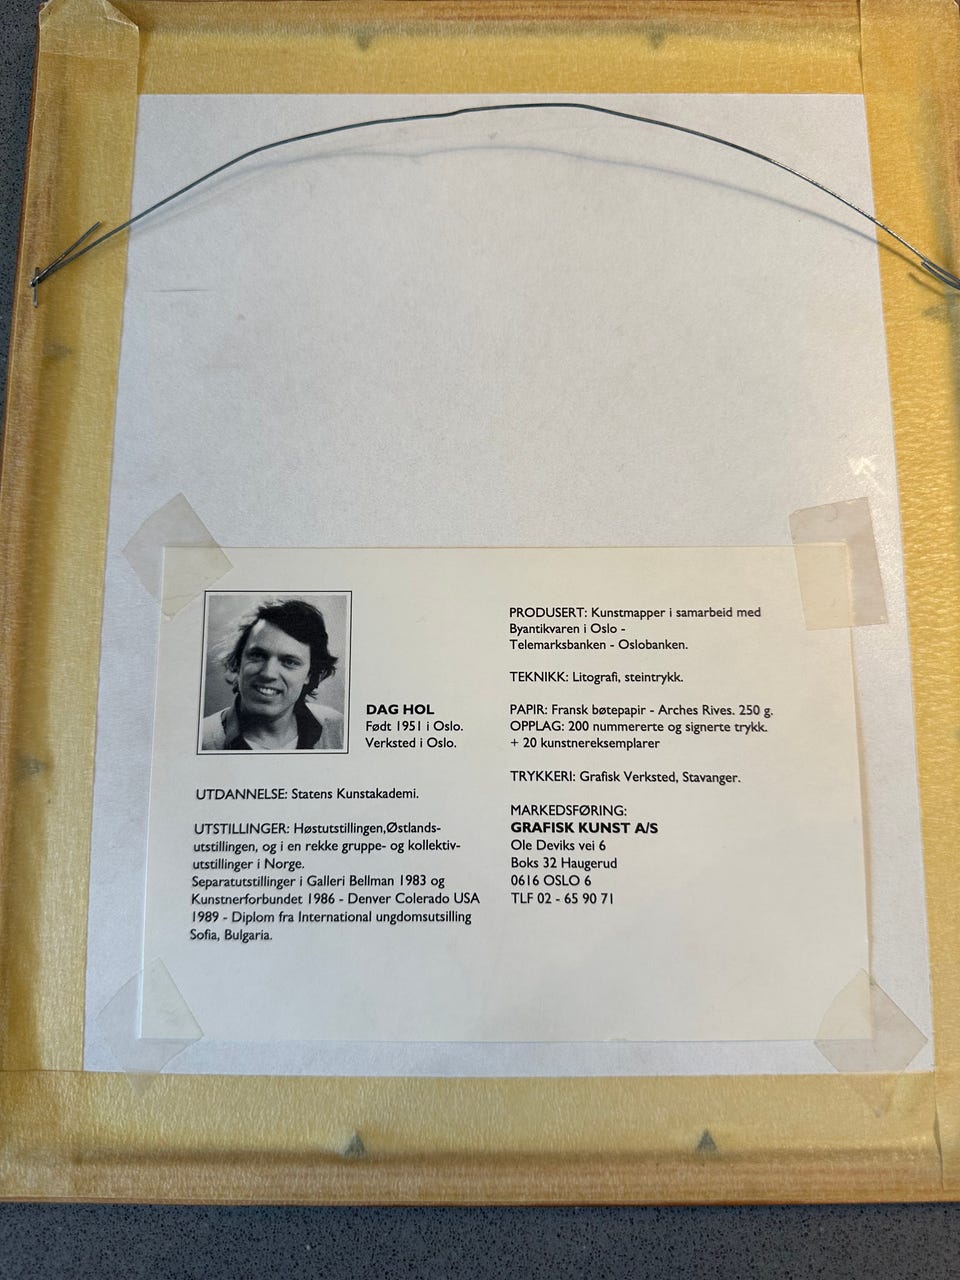 DAG HOL
Født 1951 i Oslo.
Verksted i Oslo.
UTDANNELSE: Statens Kunstakademi.
UTSTILLINGER: Høstutstillingen,Østlands-
utstillingen, og i en rekke gruppe- og kollektiv-
utstillinger i Norge.
Separatutstillinger i Galleri Bellman 1983 og
Kunstnerforbundet 1986 - Denver Colerado USA
1989 - Diplom fra International ungdomsutsilling
Sofia, Bulgaria.
PRODUSERT: Kunstmapper i samarbeid med
Byantikvaren i Oslo -
Telemarksbanken - Oslobanken.
TEKNIKK: Litografi, steintrykk.
PAPIR: Fransk bøtepapir - Arches Rives. 250 g.
OPPLAG: 200 nummererte og signerte trykk.
+ 20 kunstnereksemplarer
TRYKKERI: Grafisk Verksted, Stavanger.
MARKEDSFØRING:
GRAFISK KUNST A/S
Ole Deviks vei 6
Boks 32 Haugerud
0616 OSLO 6
TLF 02 - 65 90 71